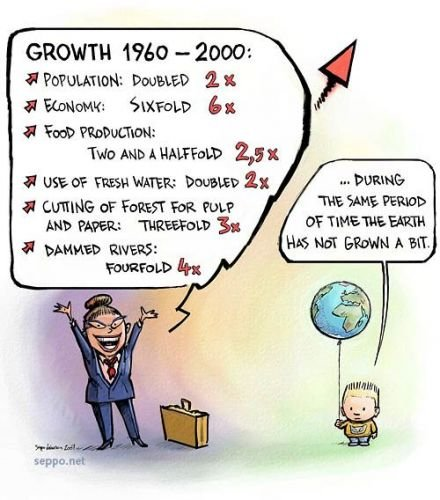 GROWTH 1960 – 2000:
POPULATION: DOUBLED 2x
ECONOMY: SIXFOLD 6x
FOOD PRODUCTION:
TWO AND A HALFFOLD 2,5x
USE OF FRESH WATER: DOUBLED 2x
CUTTING OF FOREST FOR PULP
AND PAPER: THREEFOLD 3x
DAMMED RIVERS:
FOURFOLD 4x
... DURING
THE SAME PERIOD
OF TIME THE EARTH
HAS NOT GROWN A BIT.
seppo.net